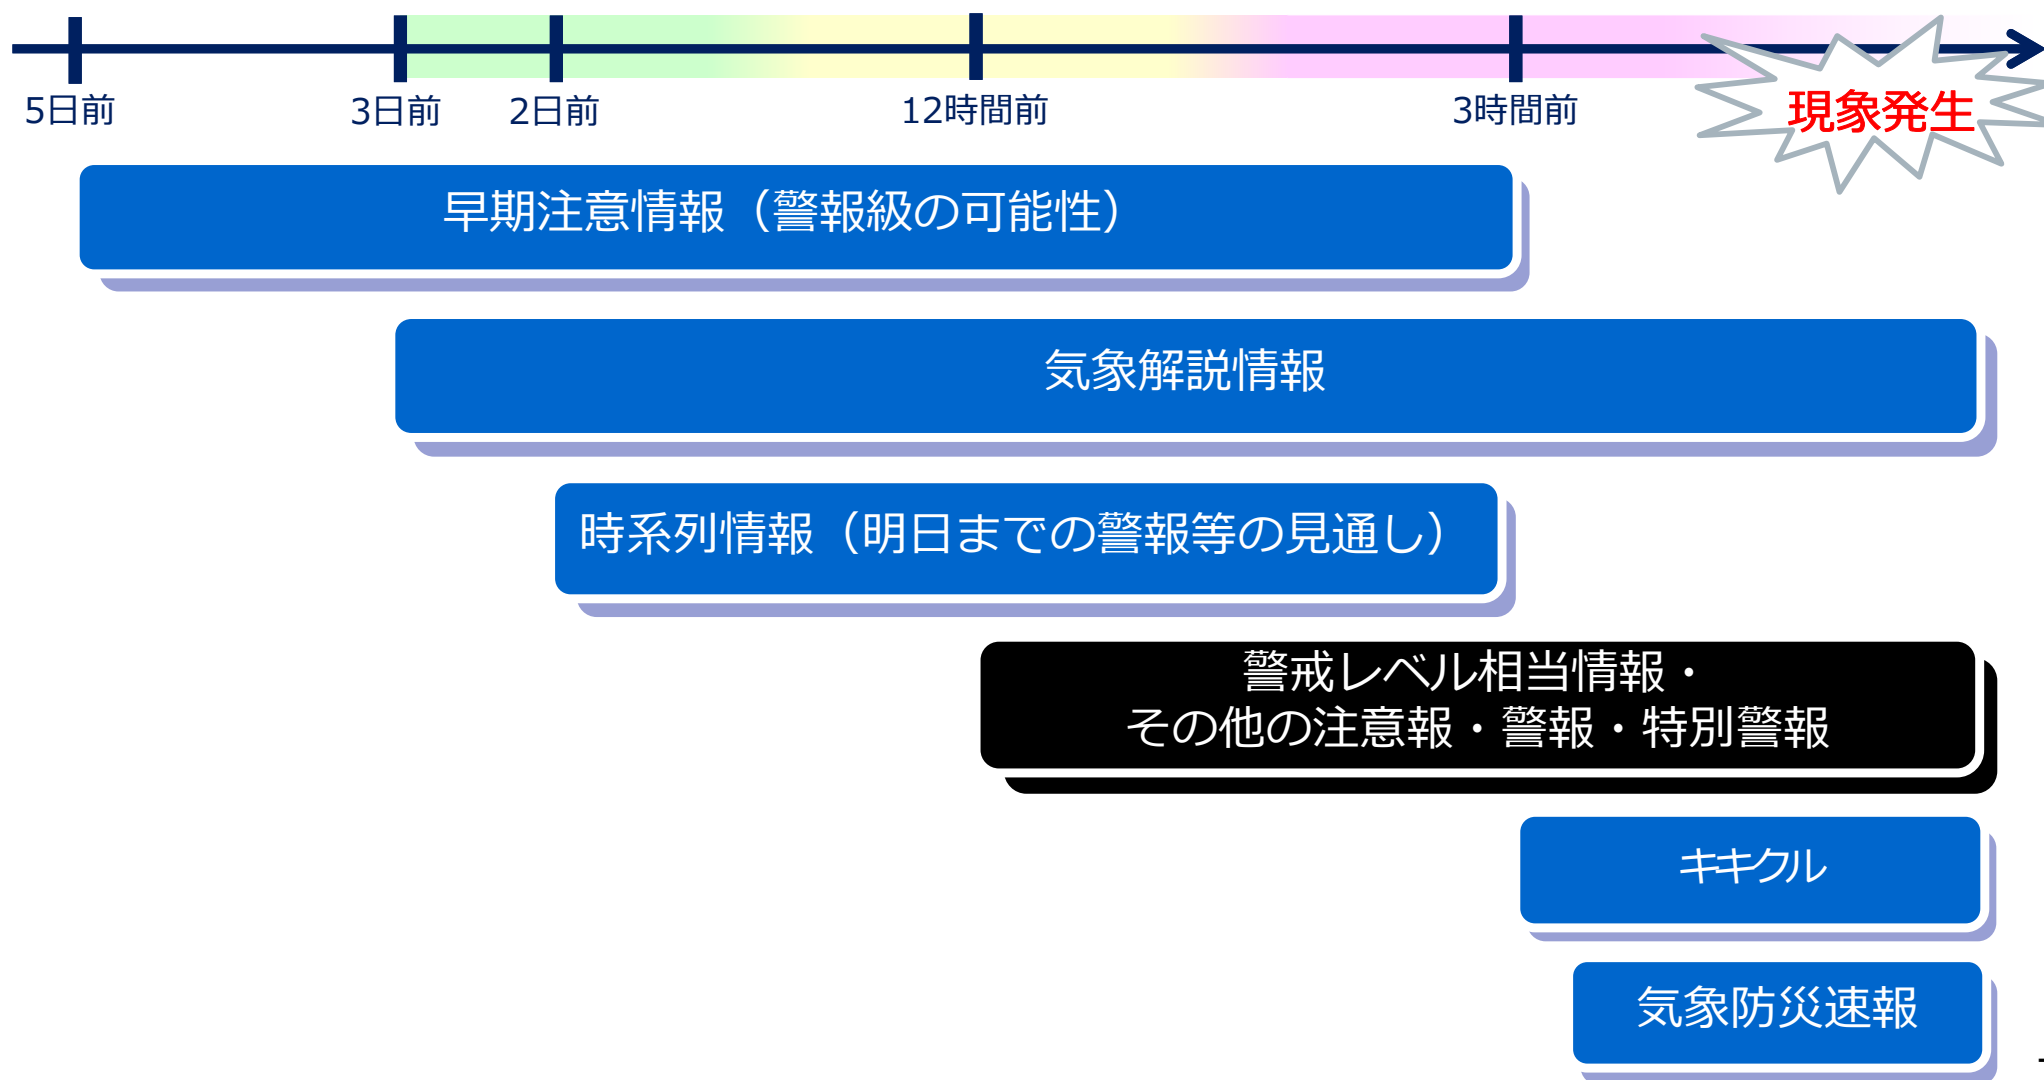 5日前
3日前
2日前
12時間前
3時間前
現象発生
早期注意情報（警報級の可能性）
気象解説情報
時系列情報（明日までの警報等の見通し）
警戒レベル相当情報・
その他の注意報・警報・特別警報
キキクル
気象防災速報